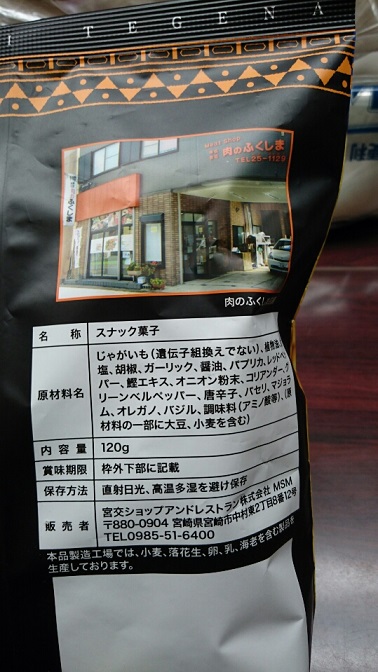 I TEGENA
Meat Shop
肉のふくしま
TEL25-1129
ふくしま
肉のふく
名 称 スナック菓子
原材料名 じゃがいも(遺伝子組換えでない)、植物油、
塩、胡椒、ガーリック、醤油、パプリカ、レッドペ
パー、鰹エキス、オニオン粉末、コリアンダー、グ
リーンベルペッパー、唐辛子、パセリ、マジョラ
ム、オレガノ、バジル、調味料(アミノ酸等)、(原
材料の一部に大豆、小麦を含む)
内 容 量 120g
賞味期限 枠外下部に記載
保存方法 直射日光、高温多湿を避け保存
販 売 者 宮交ショップアンドレストラン株式会社 MSM
〒880-0904 宮崎県宮崎市中村東2丁目8番12号
TEL0985-51-6400
本品製造工場では、小麦、落花生、卵、乳、海老を含む製品を
生産しております。